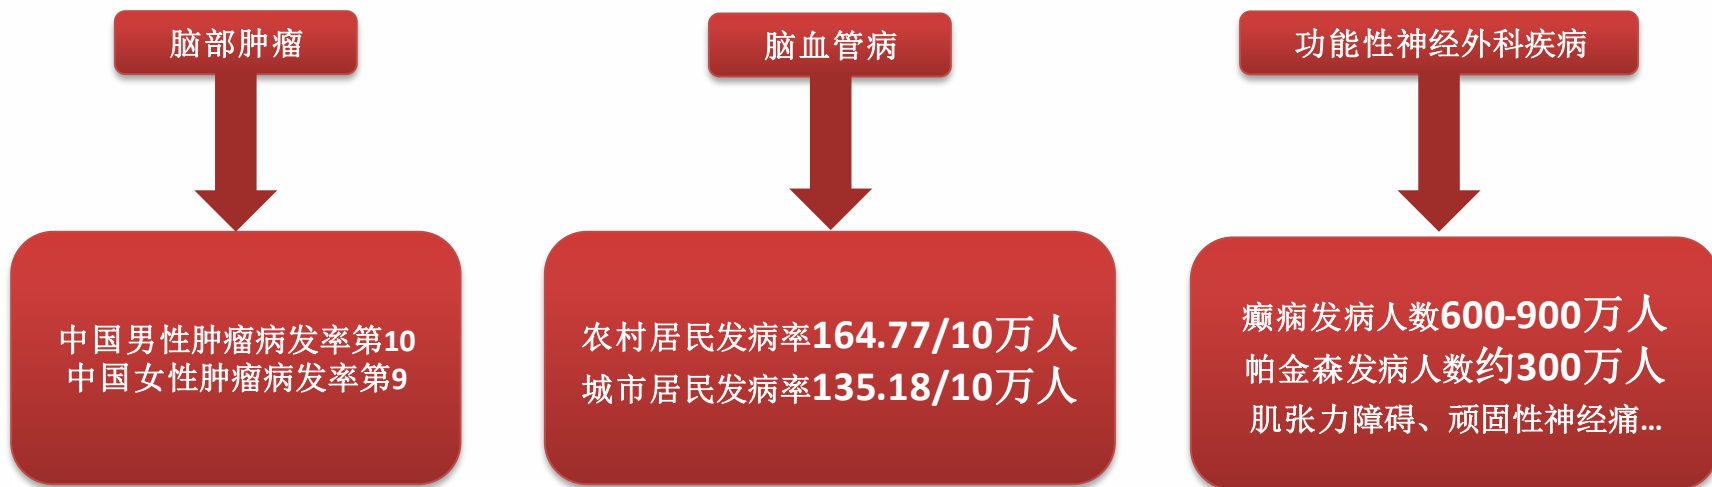 脑部肿瘤
中国男性肿瘤病发率第10
中国女性肿瘤病发率第9
脑血管病
农村居民发病率164.77/10万人
城市居民发病率135.18/10万人
功能性神经外科疾病
癫痫发病人数600-900万人
帕金森发病人数约300万人
肌张力障碍、顽固性神经痛...